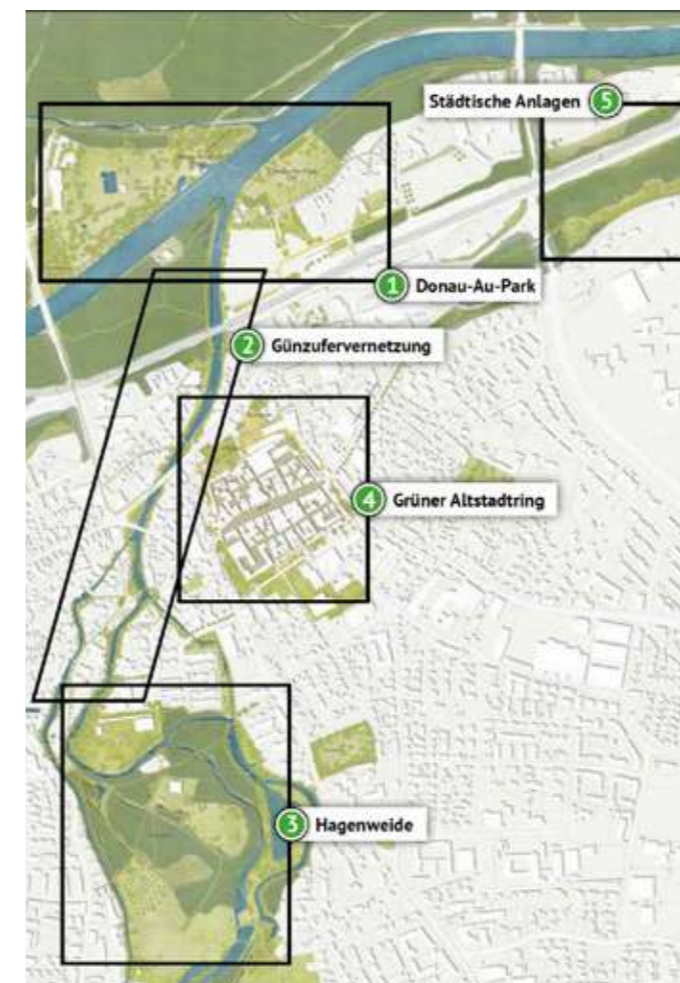 Städtische Anlagen 5
1 Donau-Au-Park
2 Günzufervernetzung
4 Grüner Altstadtring
3 Hagenweide